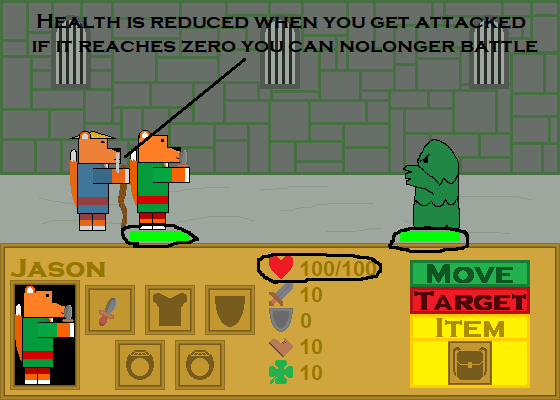 Health is reduced when you get attacked
if it reaches zero you can nolonger battle
Jason
100/100
10
0
10
10
Move
Target
Item